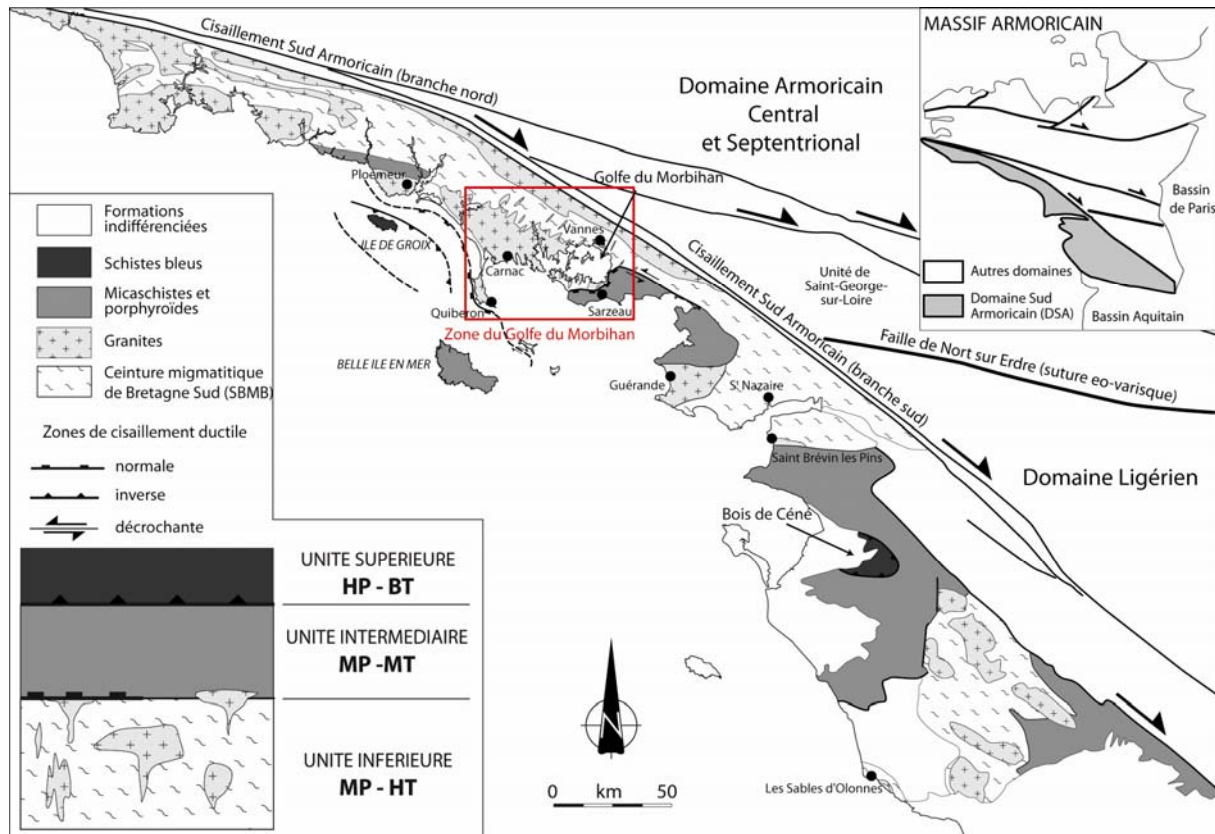 Cisaillement Sud Armoricain (branche nord)
Domaine Armoricain
Central
et Septentrional
Golfe du Morbihan
Ploemeur
ILE DE GROIX
Vannes
Carnac
Quiberon
Sarzeau
Zone du Golfe du Morbihan
BELLE ILE EN MER
Cisaillement Sud Armoricain (branche sud)
Unité de
Saint-George-
sur-Loire
Faille de Nort sur Erdre (suture eo-varisque)
Guérande
St Nazaire
Saint Brévin les Pins
Domaine Ligérien
Bois de Céné
Les Sables d'Olonnes
MASSIF ARMORICAIN
Bassin
de Paris
Autres domaines
Domaine Sud
Armoricain (DSA)
Bassin Aquitain
Formations
indifférenciées
Schistes bleus
Micaschistes et
porphyroïdes
Granites
Ceinture migmatitique
de Bretagne Sud (SBMB)
Zones de cisaillement ductile
normale
inverse
décrochante
UNITE SUPERIEURE
HP - BT
UNITE INTERMEDIAIRE
MP -MT
UNITE INFERIEURE
MP - HT
N
0 km 50